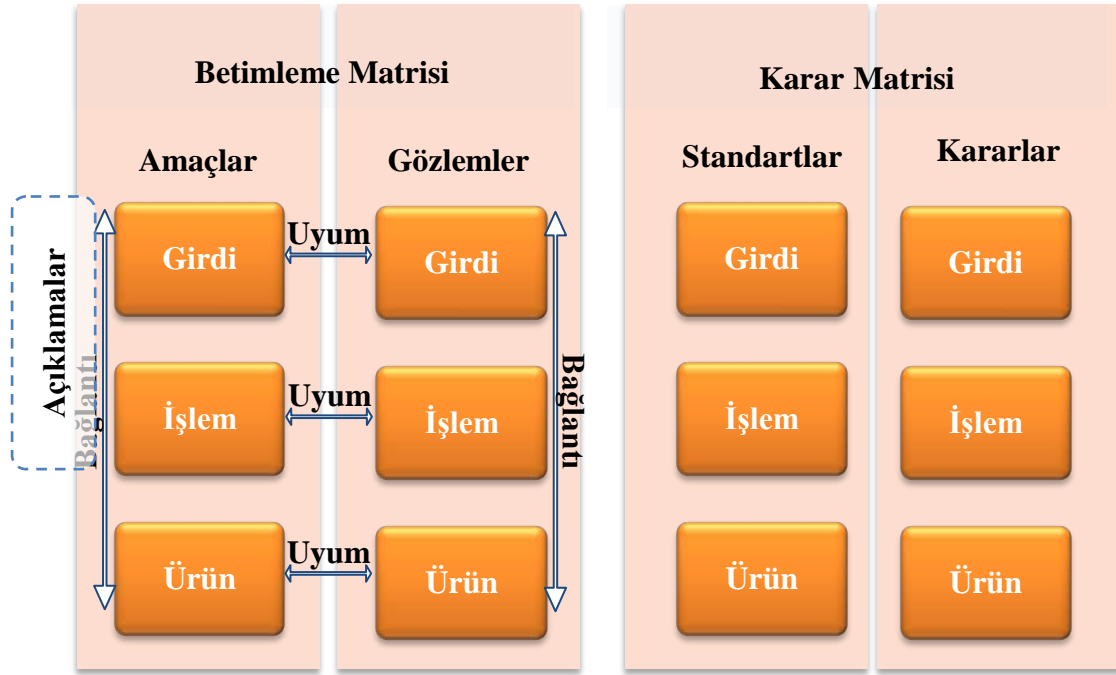 Betimleme Matrisi
Karar Matrisi
Amaçlar
Gözlemler
Standartlar
Kararlar
Açıklamalar
Bağlantı
Girdi
Uyum
Girdi
Girdi
Girdi
İşlem
Uyum
İşlem
Bağlantı
İşlem
İşlem
Ürün
Uyum
Ürün
Ürün
Ürün